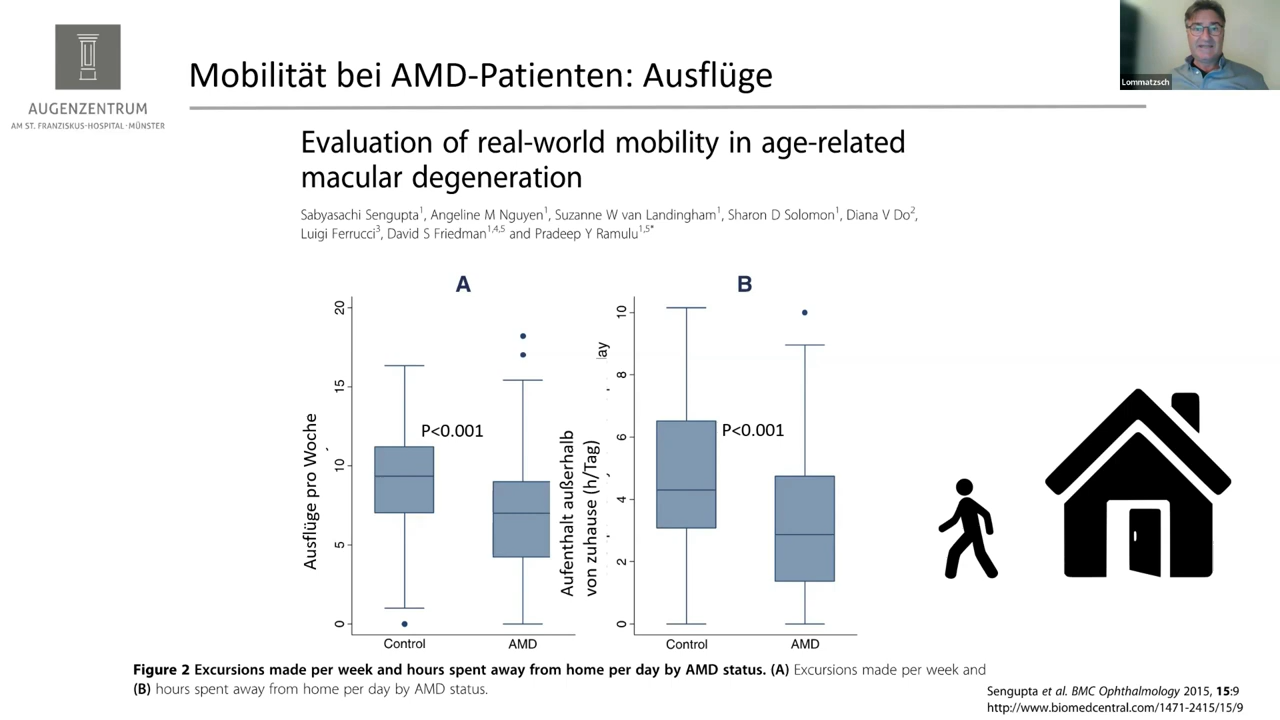 AUGENZENTRUM
AM ST. FRANZISKUS-HOSPITAL·MÜNSTER
Mobilität bei AMD-Patienten: Ausflüge
Lommatzsch
Evaluation of real-world mobility in age-related
macular degeneration
Sabyasachi Sengupta1, Angeline M Nguyen1, Suzanne W van Landingham1, Sharon D Solomon1, Diana V Do2,
Luigi Ferrucci3, David S Friedman1,4,5 and Pradeep Y Ramulu1,5*
A
Ausflüge pro Woche
20
15
10
5
0
P<0.001
Control
AMD
B
Aufenthalt außerhalb
von zuhause (h/Tag)
10
8
6
4
2
0
P<0.001
Control
AMD
Figure 2 Excursions made per week and hours spent away from home per day by AMD status. (A) Excursions made per week and
(B) hours spent away from home per day by AMD status.
Sengupta et al. BMC Ophthalmology 2015, 15:9
http://www.biomedcentral.com/1471-2415/15/9